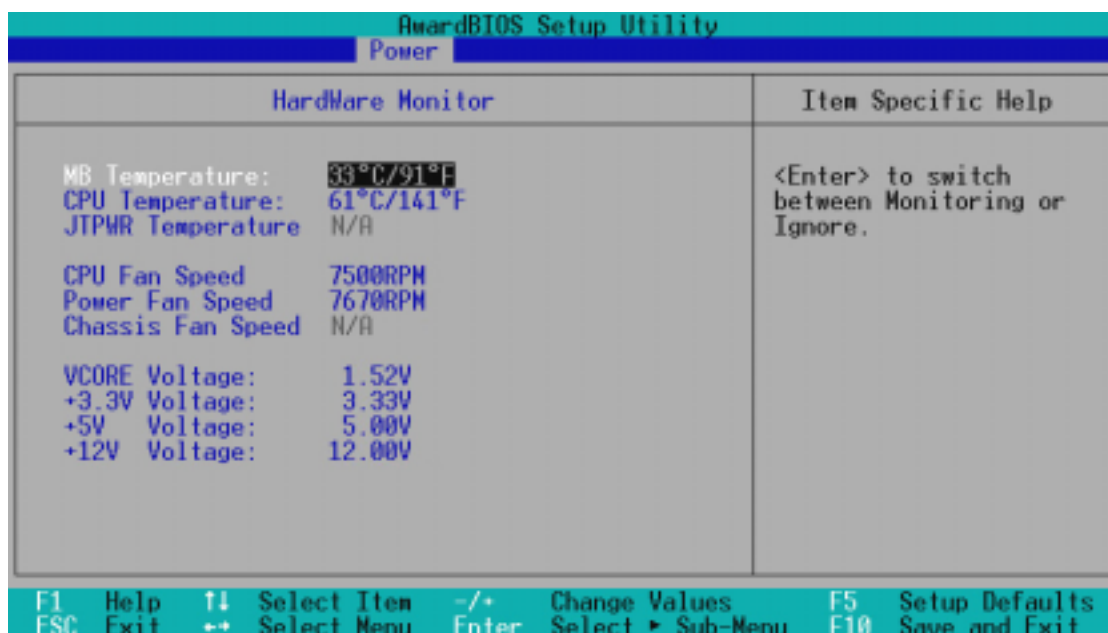 AwardBIOS Setup Utility
Power
HardWare Monitor
Item Specific Help
MB Temperature: 33°C/91°F
CPU Temperature: 61°C/141°F
JTPWR Temperature N/A
CPU Fan Speed 7500RPM
Power Fan Speed 7670RPM
Chassis Fan Speed N/A
VCORE Voltage: 1.52V
+3.3V Voltage: 3.33V
+5V Voltage: 5.00V
+12V Voltage: 12.00V
<Enter> to switch
between Monitoring or
Ignore.
F1 Help ↑↓ Select Item -/+ Change Values F5 Setup Defaults
ESC Exit ←→ Select Menu Enter Select ► Sub-Menu F10 Save and Exit